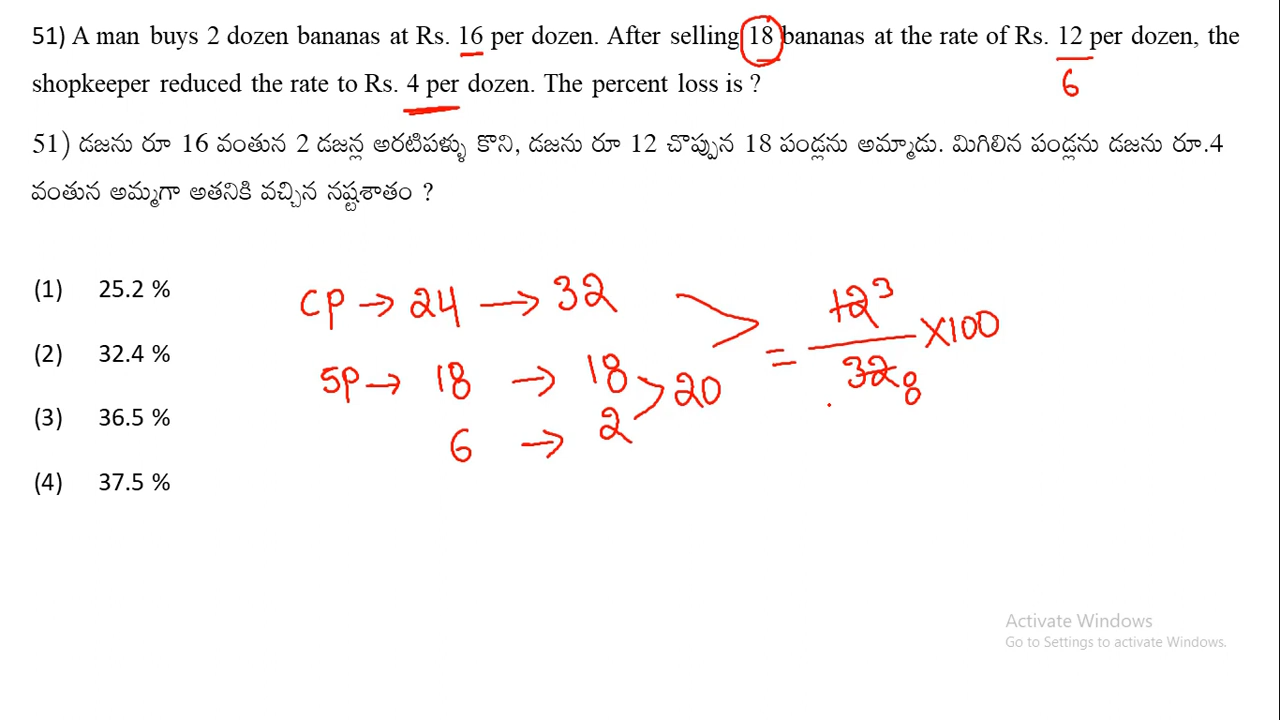 51) A man buys 2 dozen bananas at Rs. 16 per dozen. After selling 18 bananas at the rate of Rs. 12 per dozen, the
6
shopkeeper reduced the rate to Rs. 4 per dozen. The percent loss is ?
51) డజను రూ 16 వంతున 2 డజన్ల అరటిపళ్ళు కొని, డజను రూ 12 చొప్పున 18 పండ్లను అమ్మాడు. మిగిలిన పండ్లను డజను రూ.4
వంతున అమ్మగా అతనికి వచ్చిన నష్టశాతం ?
(1) 25.2 %
(2) 32.4 %
(3) 36.5 %
(4) 37.5 %
CP → 24 → 32
SP → 18 → 18 > 20
6 → 2
= 12 3 / 32 8 X100
Activate Windows
Go to Settings to activate Windows.